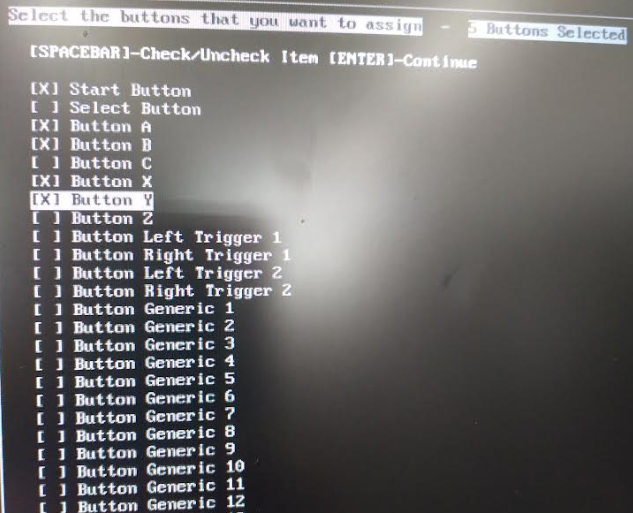 Select the buttons that you want to assign - 5 Buttons Selected
[SPACEBAR]-Check/Uncheck Item [ENTER]-Continue
[X] Start Button
[ ] Select Button
[X] Button A
[X] Button B
[ ] Button C
[X] Button X
[X] Button Y
[ ] Button Z
[ ] Button Left Trigger 1
[ ] Button Right Trigger 1
[ ] Button Left Trigger 2
[ ] Button Right Trigger 2
[ ] Button Generic 1
[ ] Button Generic 2
[ ] Button Generic 3
[ ] Button Generic 4
[ ] Button Generic 5
[ ] Button Generic 6
[ ] Button Generic 7
[ ] Button Generic 8
[ ] Button Generic 9
[ ] Button Generic 10
[ ] Button Generic 11
[ ] Button Generic 12